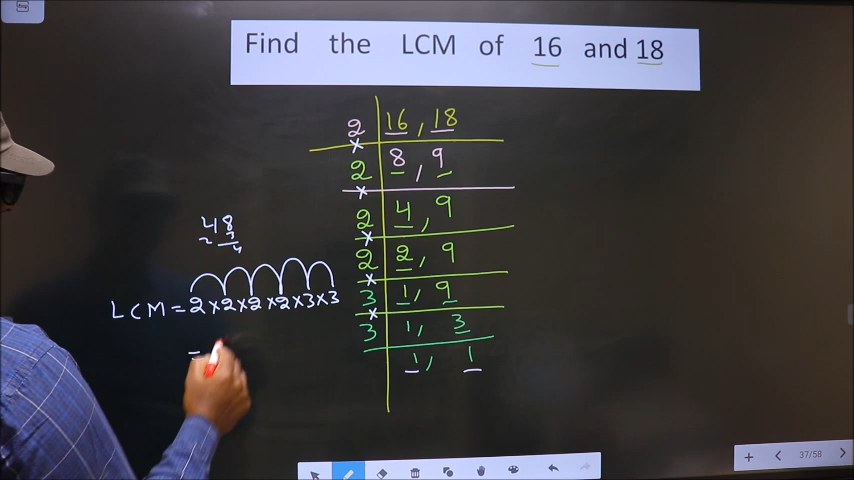 Find the LCM of 16 and 18
2 16, 18
×
2 8, 9
×
2 4, 9
×
2 2, 9
×
3 1, 9
×
3 1, 3
1, 1
48
LCM = 2×2×2×2×3×3
=
37/58